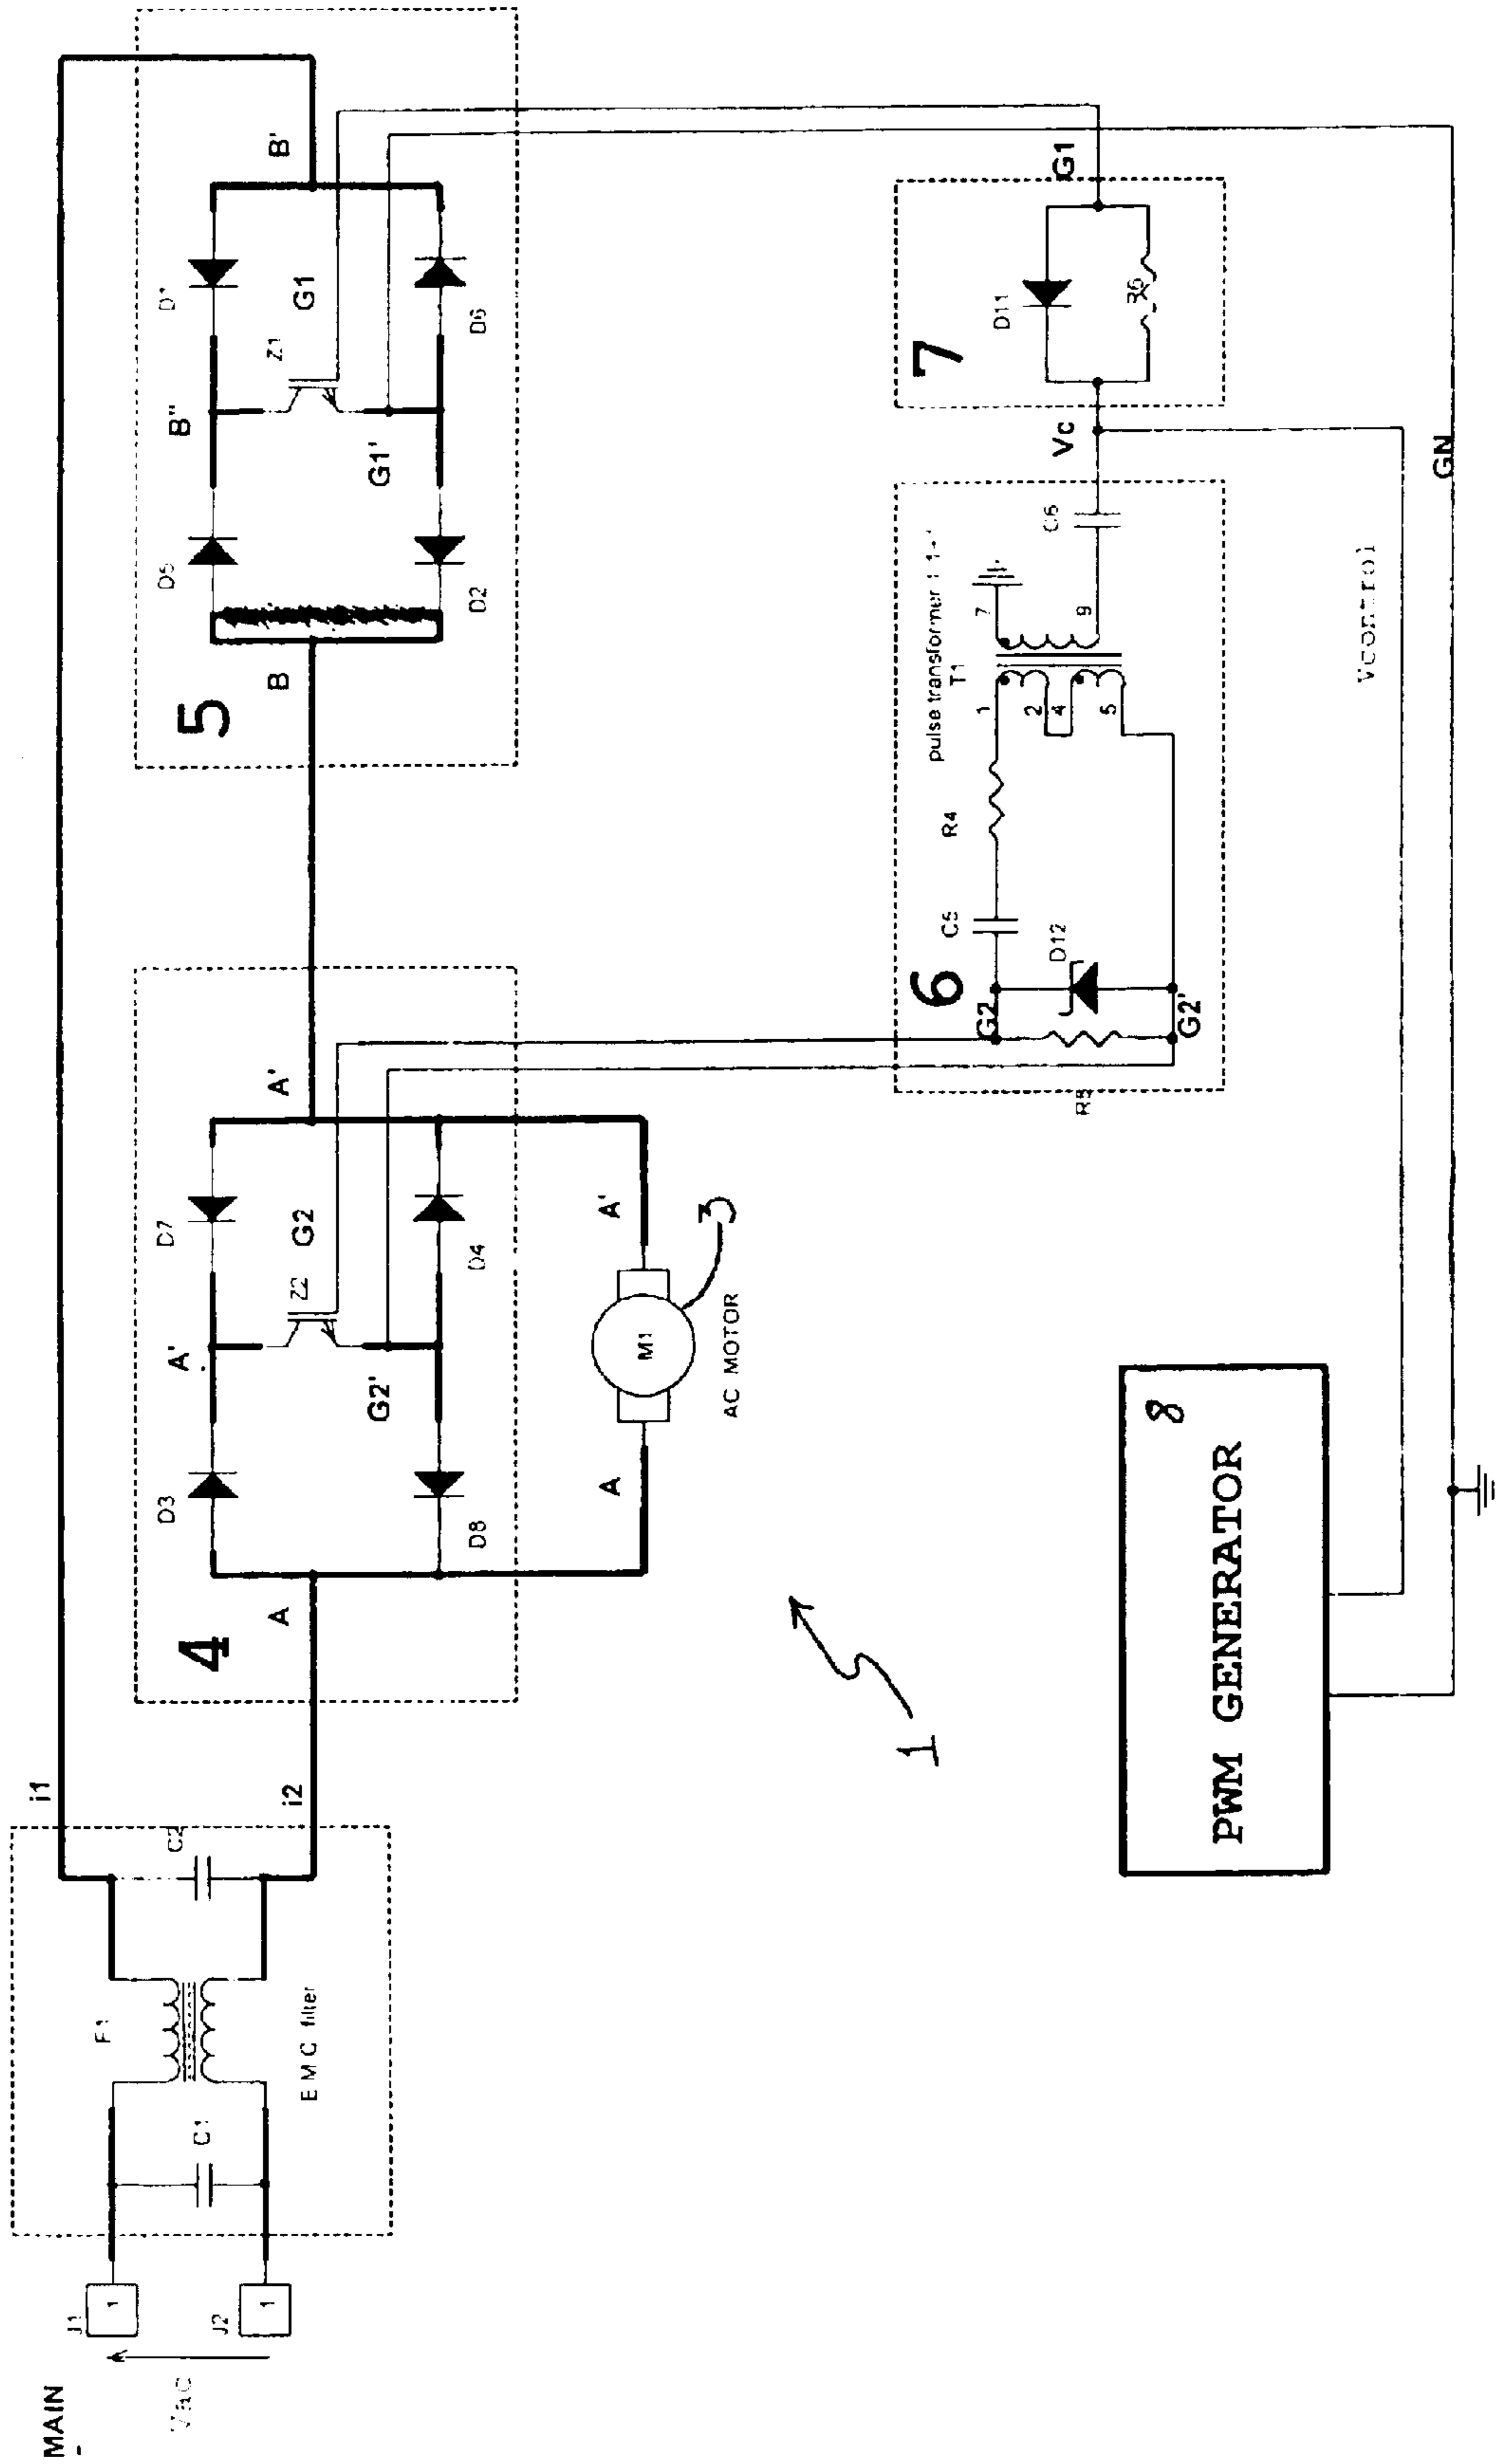 MAIN
Vac
J1
1
J2
1
F1
C1
C2
EMC filter
i1
i2
4
A
D3
D8
A'
G2'
Z2
G2
D7
D4
A'
A
M1
A'
AC MOTOR
3
1
5
B
D5
D2
B''
G1'
Z1
G1
D6
B'
6
G2
G2'
R5
C5
D12
R4
pulse transformer
T1
1
2
4
5
7
9
C6
Vc
7
D11
R6
G1
Vcontrol
GN
8
PWM GENERATOR